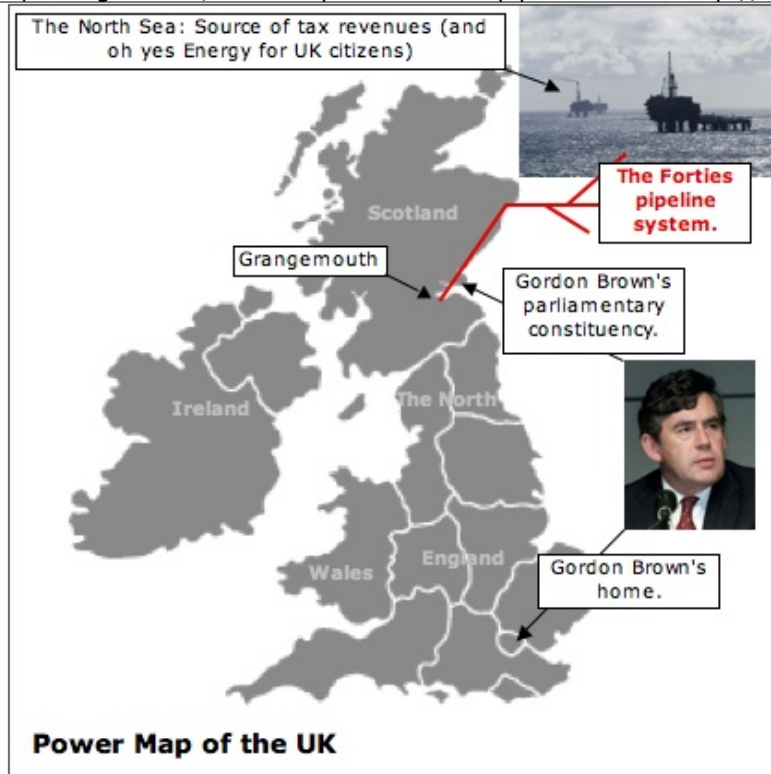 The North Sea: Source of tax revenues (and
oh yes Energy for UK citizens)
The Forties
pipeline
system.
Scotland
Grangemouth
Gordon Brown's
parliamentary
constituency.
The North
Ireland
England
Wales
Gordon Brown's
home.
Power Map of the UK